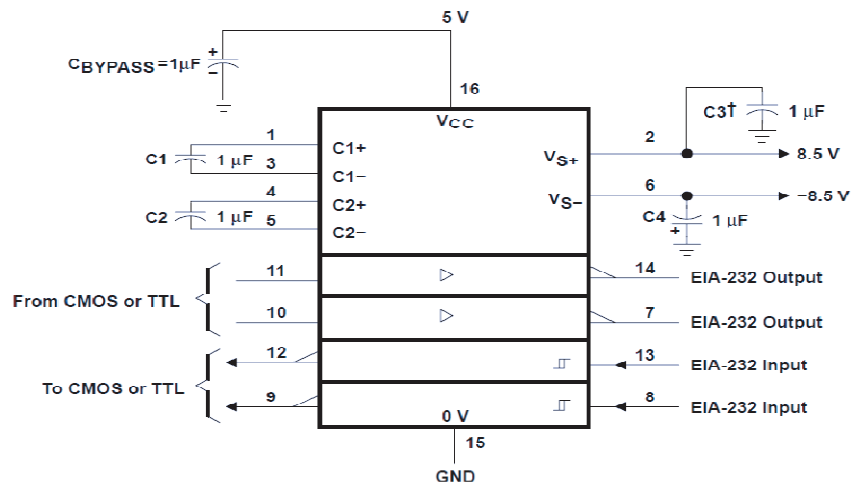 5 V
CBYPASS =1µF
+
−
16
VCC
C3† 1 µF
1
C1+
2
C1 1 µF
VS+
8.5 V
3
C1−
4
C2+
6
VS−
−8.5 V
C2 1 µF
5
C2−
C4 1 µF
+
11
14 EIA-232 Output
From CMOS or TTL
10
7 EIA-232 Output
12
13 EIA-232 Input
To CMOS or TTL
9
8 EIA-232 Input
0 V
15
GND